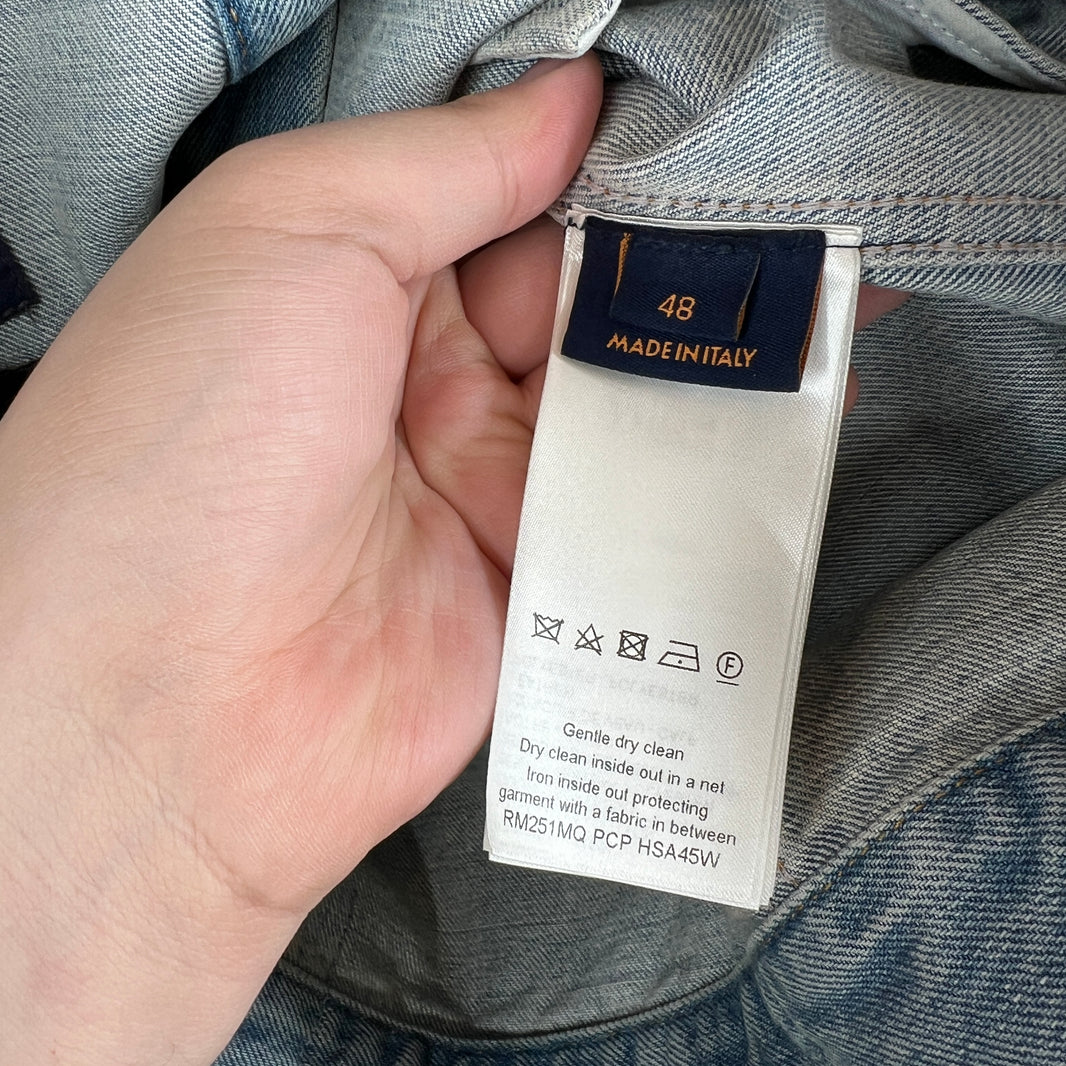 48
MADE IN ITALY
F
Gentle dry clean
Dry clean inside out in a net
Iron inside out protecting
garment with a fabric in between
RM251MQ PCP HSA45W